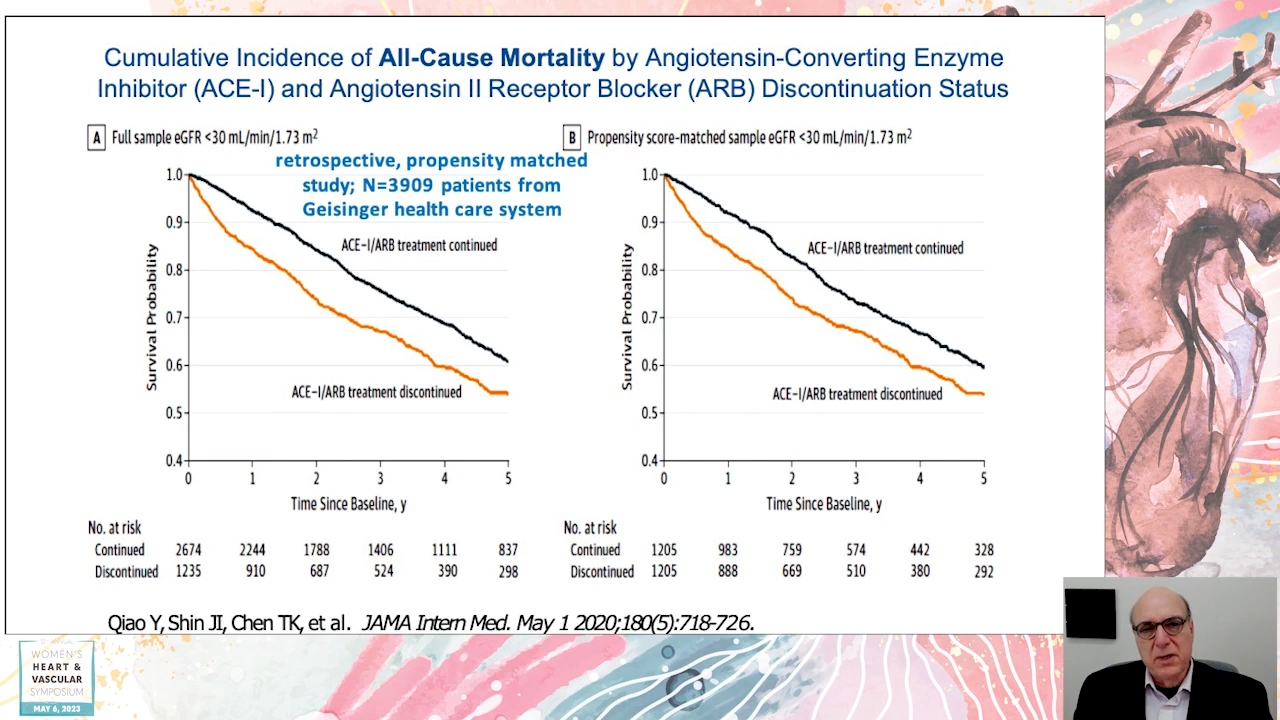 Cumulative Incidence of All-Cause Mortality by Angiotensin-Converting Enzyme
Inhibitor (ACE-I) and Angiotensin II Receptor Blocker (ARB) Discontinuation Status
A Full sample eGFR <30 mL/min/1.73 m²
retrospective, propensity matched
study; N=3909 patients from
Geisinger health care system
1.0
0.9
0.8
0.7
0.6
0.5
0.4
Survival Probability
ACE–I/ARB treatment continued
ACE–I/ARB treatment discontinued
0 1 2 3 4 5
Time Since Baseline, y
No. at risk
Continued 2674 2244 1788 1406 1111 837
Discontinued 1235 910 687 524 390 298
B Propensity score–matched sample eGFR <30 mL/min/1.73 m²
1.0
0.9
0.8
0.7
0.6
0.5
0.4
Survival Probability
ACE–I/ARB treatment continued
ACE–I/ARB treatment discontinued
0 1 2 3 4 5
Time Since Baseline, y
No. at risk
Continued 1205 983 759 574 442 328
Discontinued 1205 888 669 510 380 292
Qiao Y, Shin JI, Chen TK, et al. JAMA Intern Med. May 1 2020;180(5):718-726.
WOMEN'S
HEART &
VASCULAR
SYMPOSIUM
MAY 6, 2023